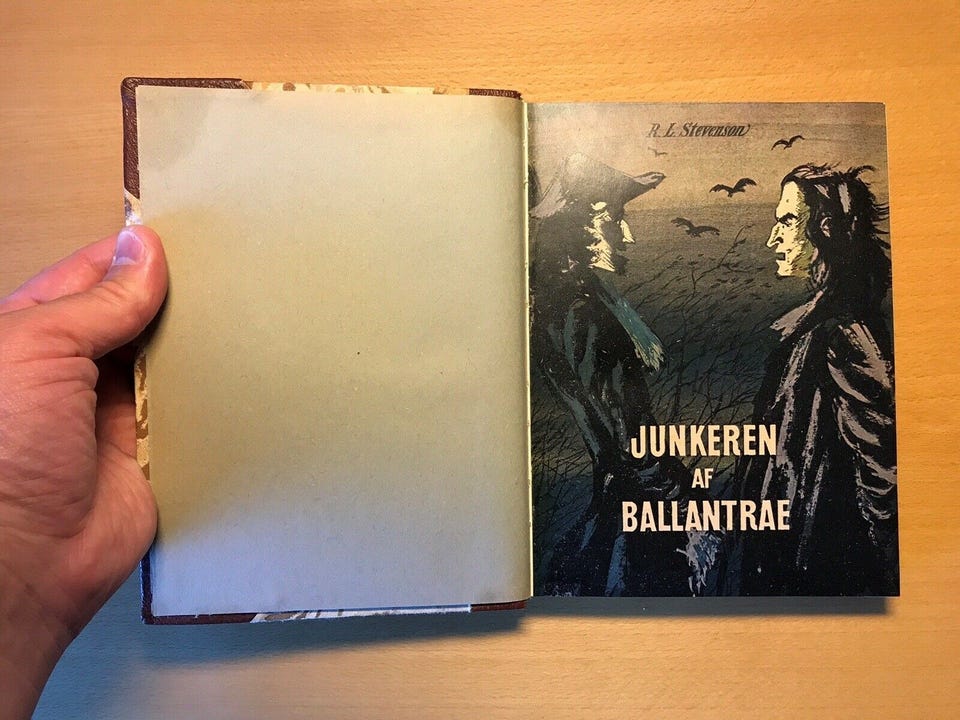 R. L. Stevenson
JUNKEREN
AF
BALLANTRAE